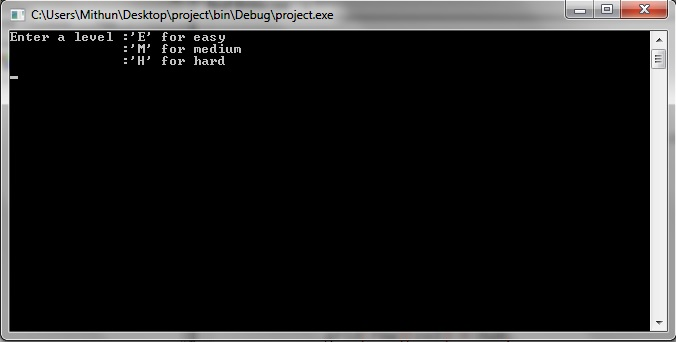 C:\Users\Mithun\Desktop\project\bin\Debug\project.exe
Enter a level :'E' for easy
:'M' for medium
:'H' for hard